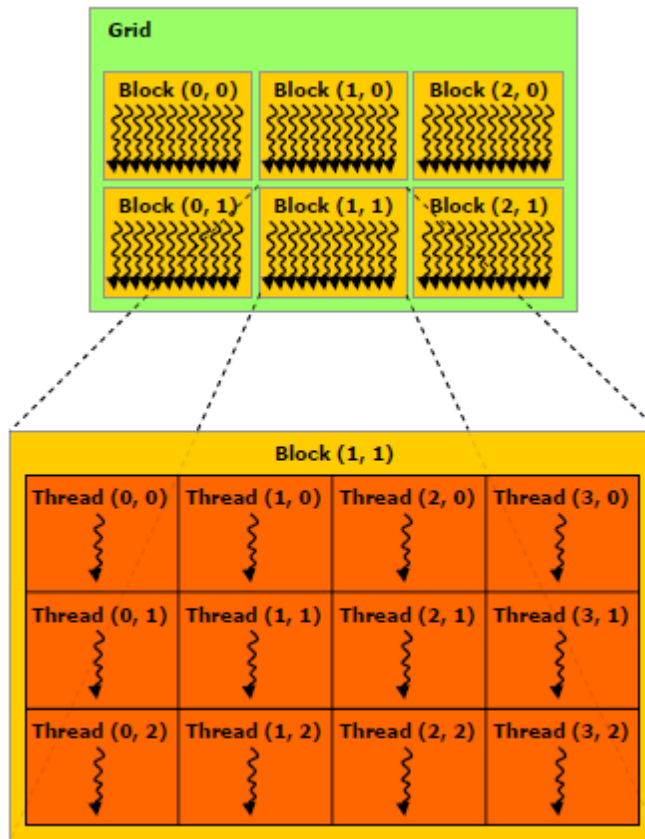 Grid
Block (0, 0) Block (1, 0) Block (2, 0)
Block (0, 1) Block (1, 1) Block (2, 1)
Block (1, 1)
Thread (0, 0) Thread (1, 0) Thread (2, 0) Thread (3, 0)
Thread (0, 1) Thread (1, 1) Thread (2, 1) Thread (3, 1)
Thread (0, 2) Thread (1, 2) Thread (2, 2) Thread (3, 2)